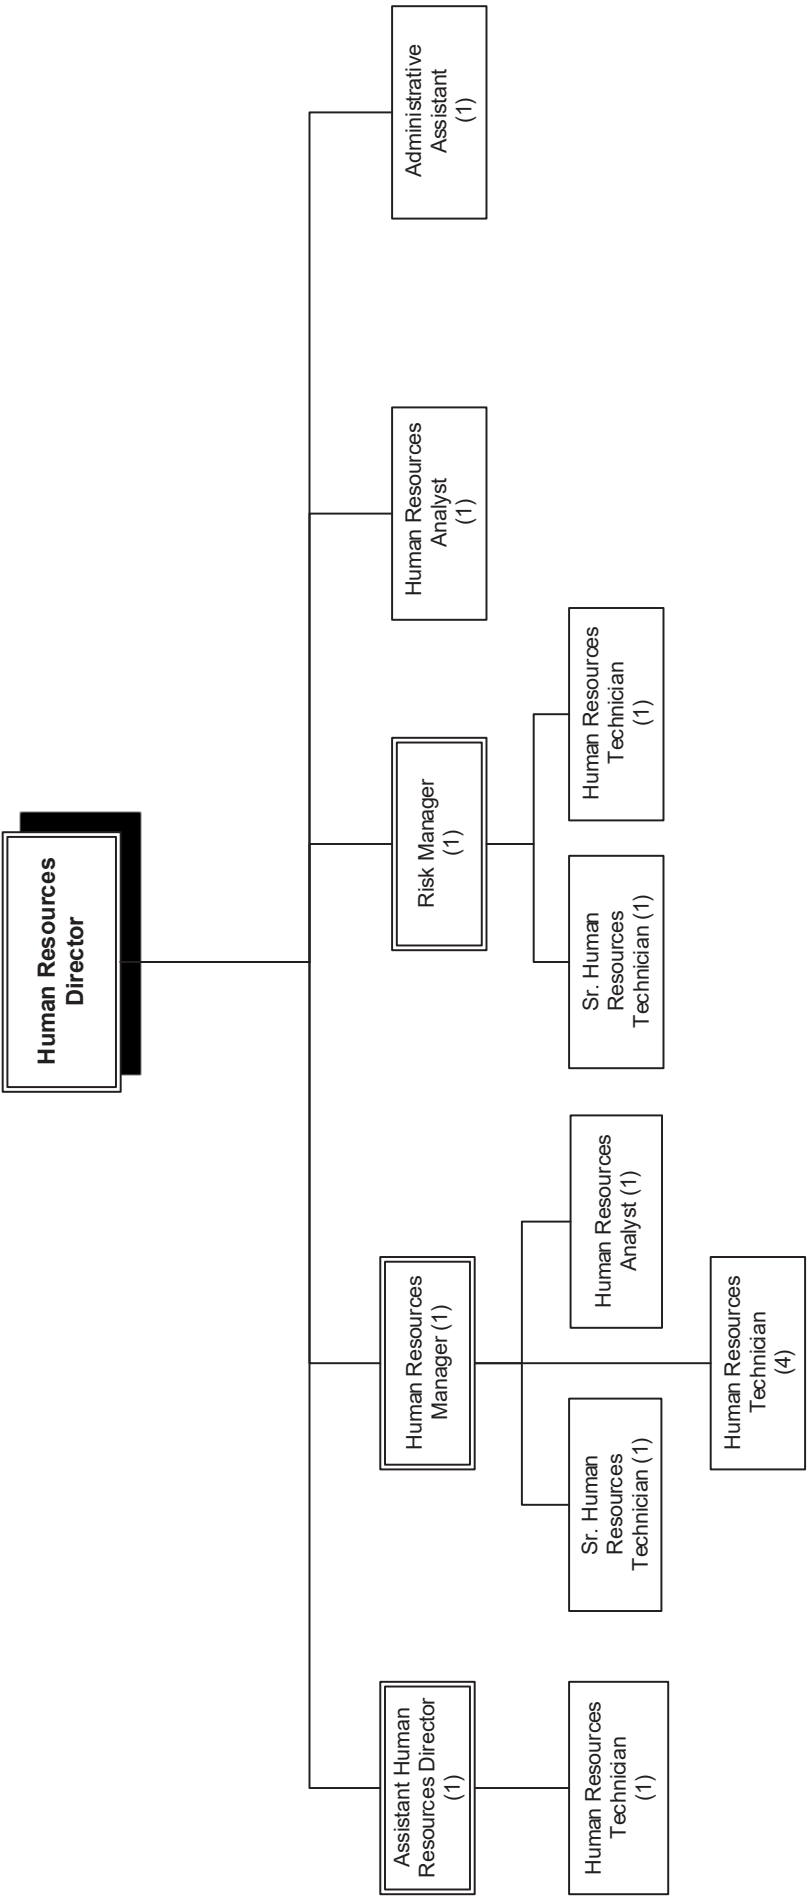 Human Resources
Director
Assistant Human
Resources Director
(1)
Human Resources
Manager (1)
Risk Manager
(1)
Human Resources
Analyst
(1)
Administrative
Assistant
(1)
Human Resources
Technician
(1)
Sr. Human
Resources
Technician (1)
Human Resources
Analyst (1)
Sr. Human
Resources
Technician (1)
Human Resources
Technician
(1)
Human Resources
Technician
(4)